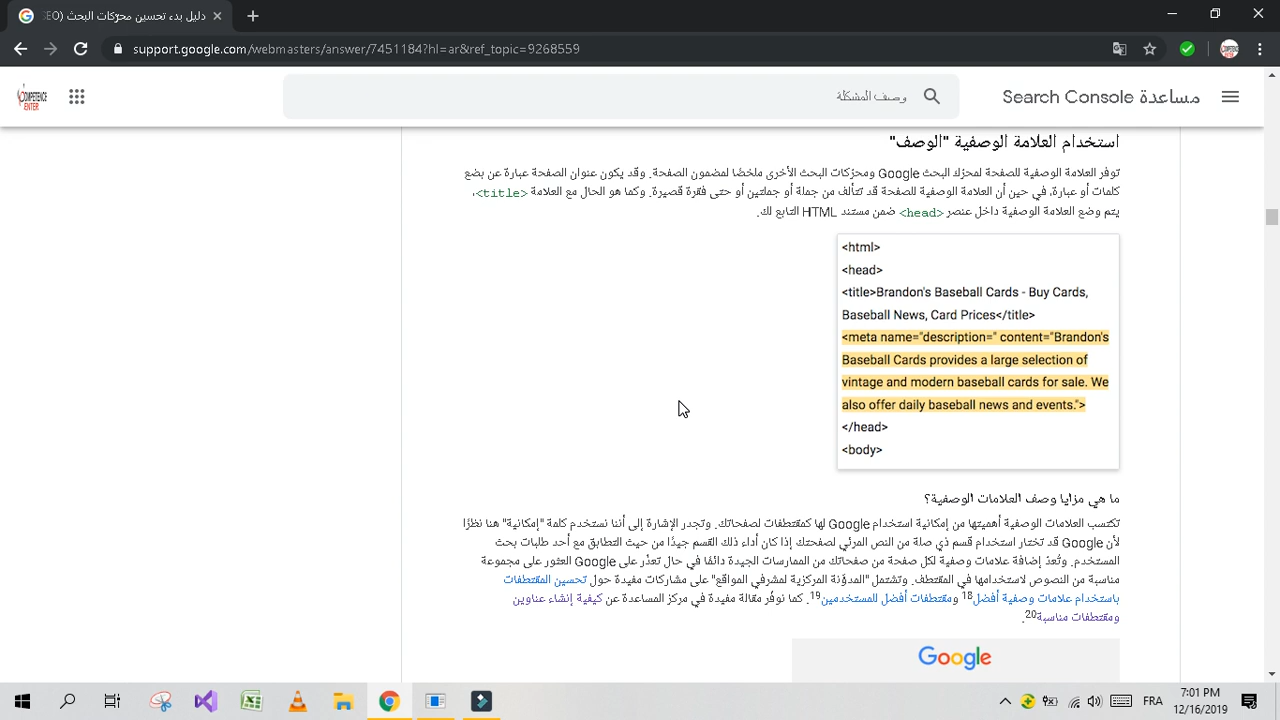 دليل بدء تحسين محرّكات البحث (SEO
support.google.com/webmasters/answer/7451184?hl=ar&ref_topic=9268559
COMPETENCE
ENTER
وصف المشكلة
مساعدة Search Console
استخدام العلامة الوصفية "الوصف"
توفر العلامة الوصفية للصفحة لمحرّك البحث Google ومحرّكات البحث الأخرى ملخصًا لمضمون الصفحة. وقد يكون عنوان الصفحة عبارة عن بضع
كلمات أو عبارة، في حين أن العلامة الوصفية للصفحة قد تتألف من جملة أو جملتين أو حتى فقرة قصيرة. وكما هو الحال مع العلامة <title>،
يتم وضع العلامة الوصفية داخل عنصر <head> ضمن مستند HTML التابع لك.
<html>
<head>
<title>Brandon's Baseball Cards - Buy Cards,
Baseball News, Card Prices</title>
<meta name="description=" content="Brandon's
Baseball Cards provides a large selection of
vintage and modern baseball cards for sale. We
also offer daily baseball news and events.">
</head>
<body>
ما هي مزايا وصف العلامات الوصفية؟
تكتسب العلامات الوصفية أهميتها من إمكانية استخدام Google لها كمقتطفات لصفحاتك. وتجدر الإشارة إلى أننا نستخدم كلمة "إمكانية" هنا نظرًا
لأن Google قد تختار استخدام قسم ذي صلة من النص المرئي لصفحتك إذا كان أداء ذلك القسم جيدًا من حيث التطابق مع أحد طلبات بحث
المستخدم. وتُعدّ إضافة علامات وصفية لكل صفحة من صفحاتك من الممارسات الجيدة دائمًا في حال تعذّر على Google العثور على مجموعة
مناسبة من النصوص لاستخدامها في المقتطف. وتشتمل "المدوّنة المركزية لمشرفي المواقع" على مشاركات مفيدة حول تحسين المقتطفات
باستخدام علامات وصفية أفضل18 ومقتطفات أفضل للمستخدمين19. كما نوفّر مقالة مفيدة في مركز المساعدة عن كيفية إنشاء عناوين
ومقتطفات مناسبة20.
Google
FRA
7:01 PM
12/16/2019